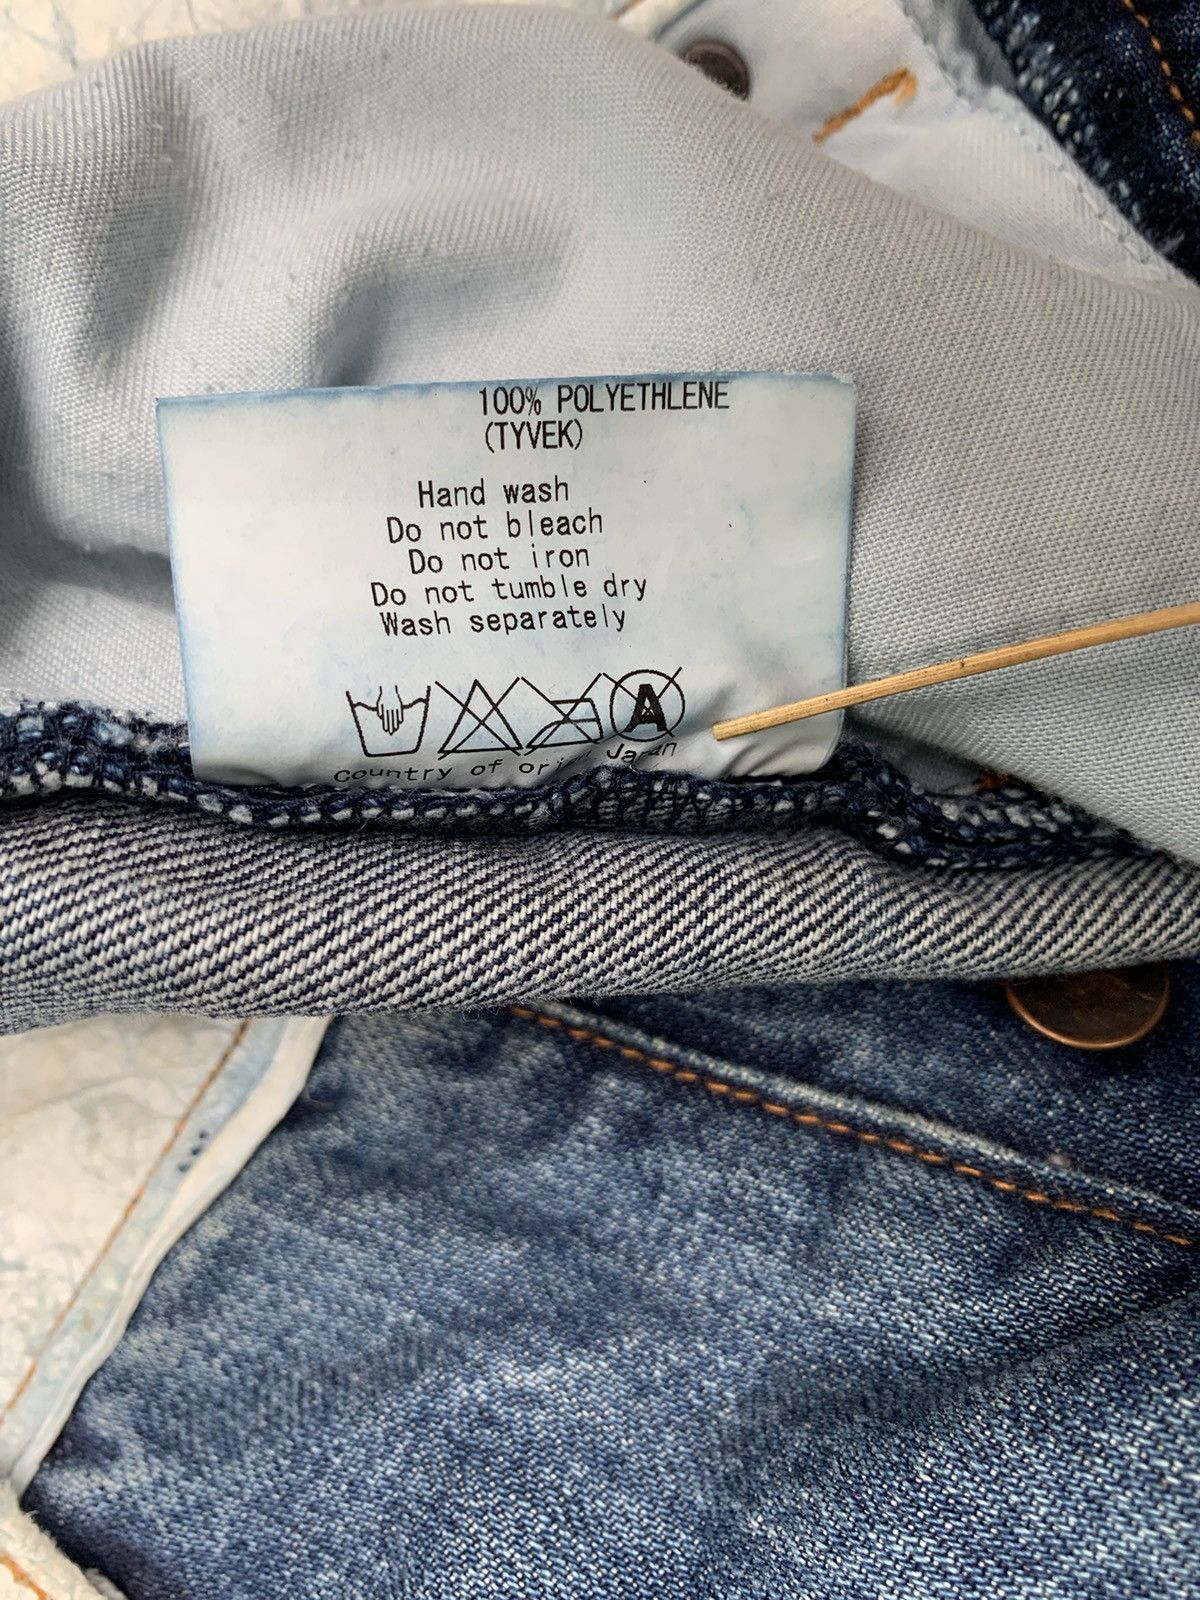 100% POLYETHLENE
(TYVEK)
Hand wash
Do not bleach
Do not iron
Do not tumble dry
Wash separately
A
Country of Japan